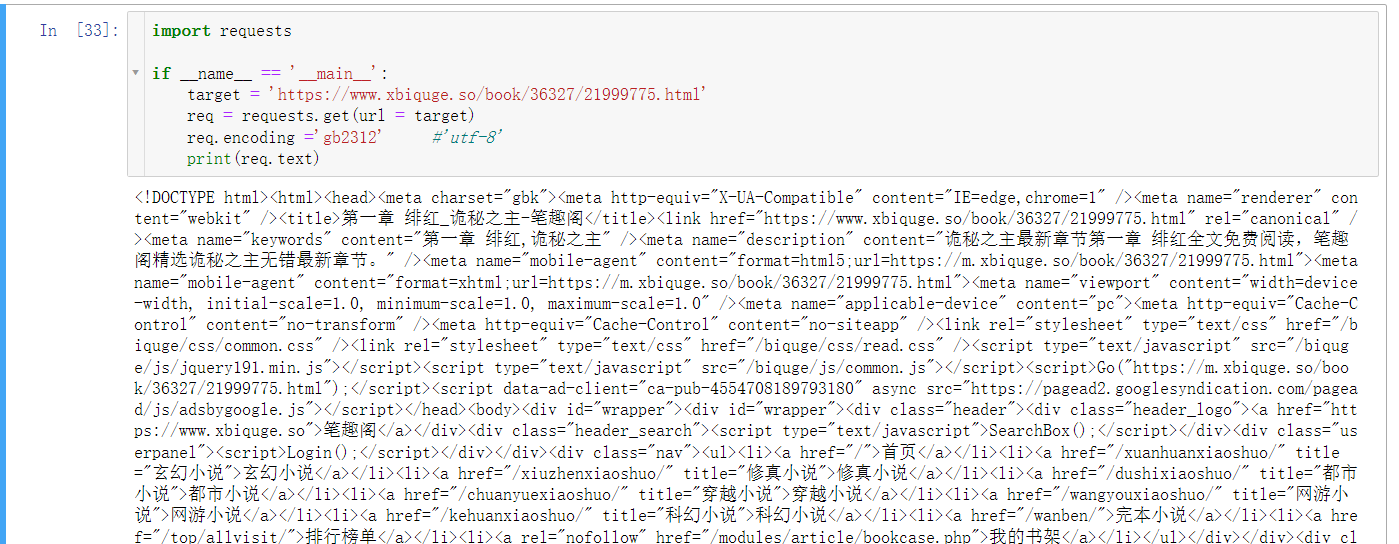 In [33]:
import requests
if __name__ == '__main__':
target = 'https://www.xbiquge.so/book/36327/21999775.html'
req = requests.get(url = target)
req.encoding ='gb2312' #'utf-8'
print(req.text)
<!DOCTYPE html><html><head><meta charset="gbk"><meta http-equiv="X-UA-Compatible" content="IE=edge,chrome=1" /><meta name="renderer" con
tent="webkit" /><title>第一章 绯红_诡秘之主-笔趣阁</title><link href="https://www.xbiquge.so/book/36327/21999775.html" rel="canonical" /
><meta name="keywords" content="第一章 绯红,诡秘之主" /><meta name="description" content="诡秘之主最新章节第一章 绯红全文免费阅读，笔趣
阁精选诡秘之主无错最新章节。" /><meta name="mobile-agent" content="format=html5;url=https://m.xbiquge.so/book/36327/21999775.html"><meta
name="mobile-agent" content="format=xhtml;url=https://m.xbiquge.so/book/36327/21999775.html"><meta name="viewport" content="width=device
-width, initial-scale=1.0, minimum-scale=1.0, maximum-scale=1.0" /><meta name="applicable-device" content="pc"><meta http-equiv="Cache-C
ontrol" content="no-transform" /><meta http-equiv="Cache-Control" content="no-siteapp" /><link rel="stylesheet" type="text/css" href="/b
iquge/css/common.css" /><link rel="stylesheet" type="text/css" href="/biquge/css/read.css" /><script type="text/javascript" src="/biqug
e/js/jquery191.min.js"></script><script type="text/javascript" src="/biquge/js/common.js"></script><script>Go("https://m.xbiquge.so/boo
k/36327/21999775.html");</script><script data-ad-client="ca-pub-4554708189793180" async src="https://pagead2.googlesyndication.com/pagea
d/js/adsbygoogle.js"></script></head><body><div id="wrapper"><div id="wrapper"><div class="header"><div class="header_logo"><a href="htt
ps://www.xbiquge.so">笔趣阁</a></div><div class="header_search"><script type="text/javascript">SearchBox();</script></div><div class="us
erpanel"><script>Login();</script></div></div><div class="nav"><ul><li><a href="/">首页</a></li><li><a href="/xuanhuanxiaoshuo/" title
="玄幻小说">玄幻小说</a></li><li><a href="/xiuzhenxiaoshuo/" title="修真小说">修真小说</a></li><li><a href="/dushixiaoshuo/" title="都市
小说">都市小说</a></li><li><a href="/chuanyuexiaoshuo/" title="穿越小说">穿越小说</a></li><li><a href="/wangyouxiaoshuo/" title="网游小
说">网游小说</a></li><li><a href="/kehuanxiaoshuo/" title="科幻小说">科幻小说</a></li><li><a href="/wanben/">完本小说</a></li><li><a hre
f="/top/allvisit/">排行榜单</a></li><li><a rel="nofollow" href="/modules/article/bookcase.php">我的书架</a></li></ul></div></div><div cl